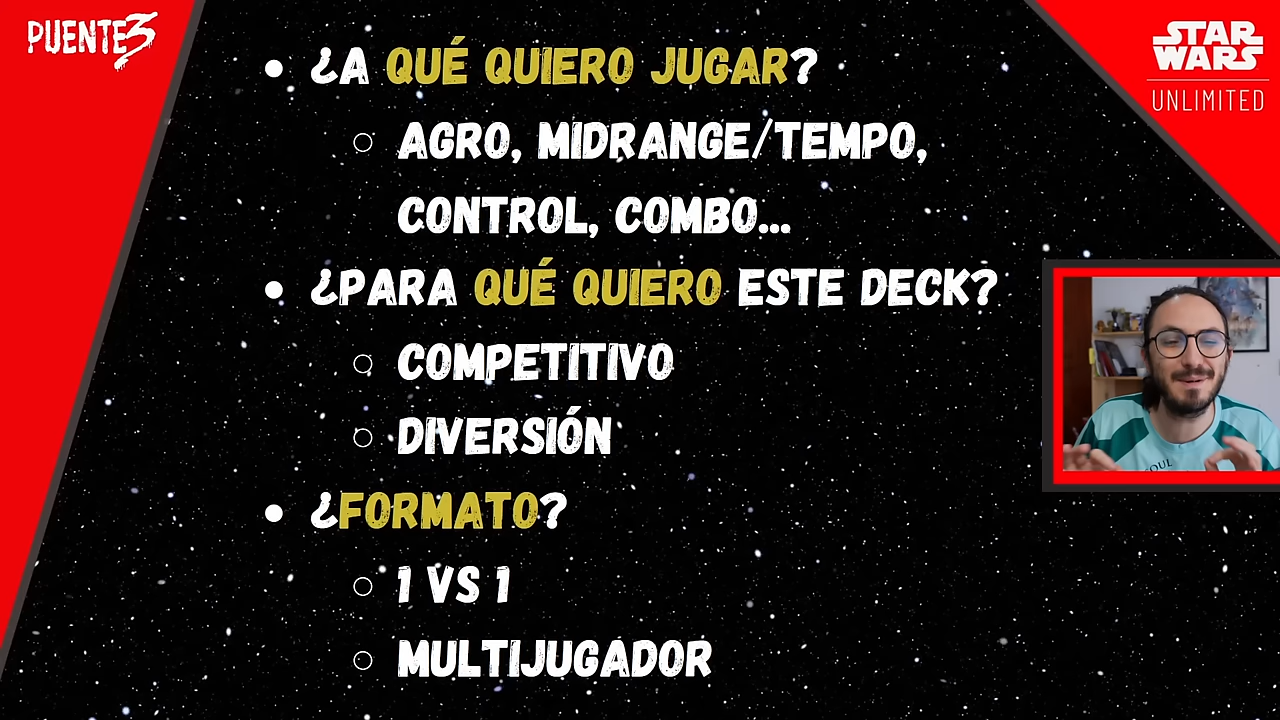 PUENTE3
STAR
WARS
UNLIMITED
¿A QUÉ QUIERO JUGAR?
AGRO, MIDRANGE/TEMPO,
CONTROL, COMBO...
¿PARA QUÉ QUIERO ESTE DECK?
COMPETITIVO
DIVERSIÓN
¿FORMATO?
1 VS 1
MULTIJUGADOR
OUL